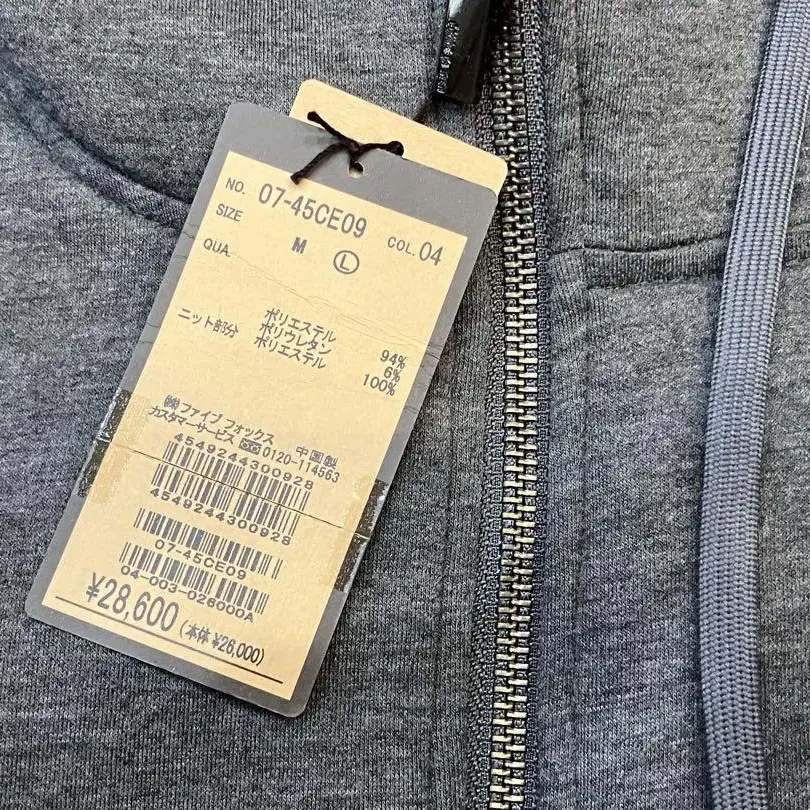 NO. 07-45CE09
SIZE M Ⓛ COL. 04
QUA.
ポリエステル 94%
ニット部分 ポリウレタン 6%
ポリエステル 100%
㈱ファイブ フォックス 中国製
カスタマーサービス 0120-114563
4549244300928
4549244300928
07-45CE09
04-003-026000A
¥28,600 (本体 ¥26,000)